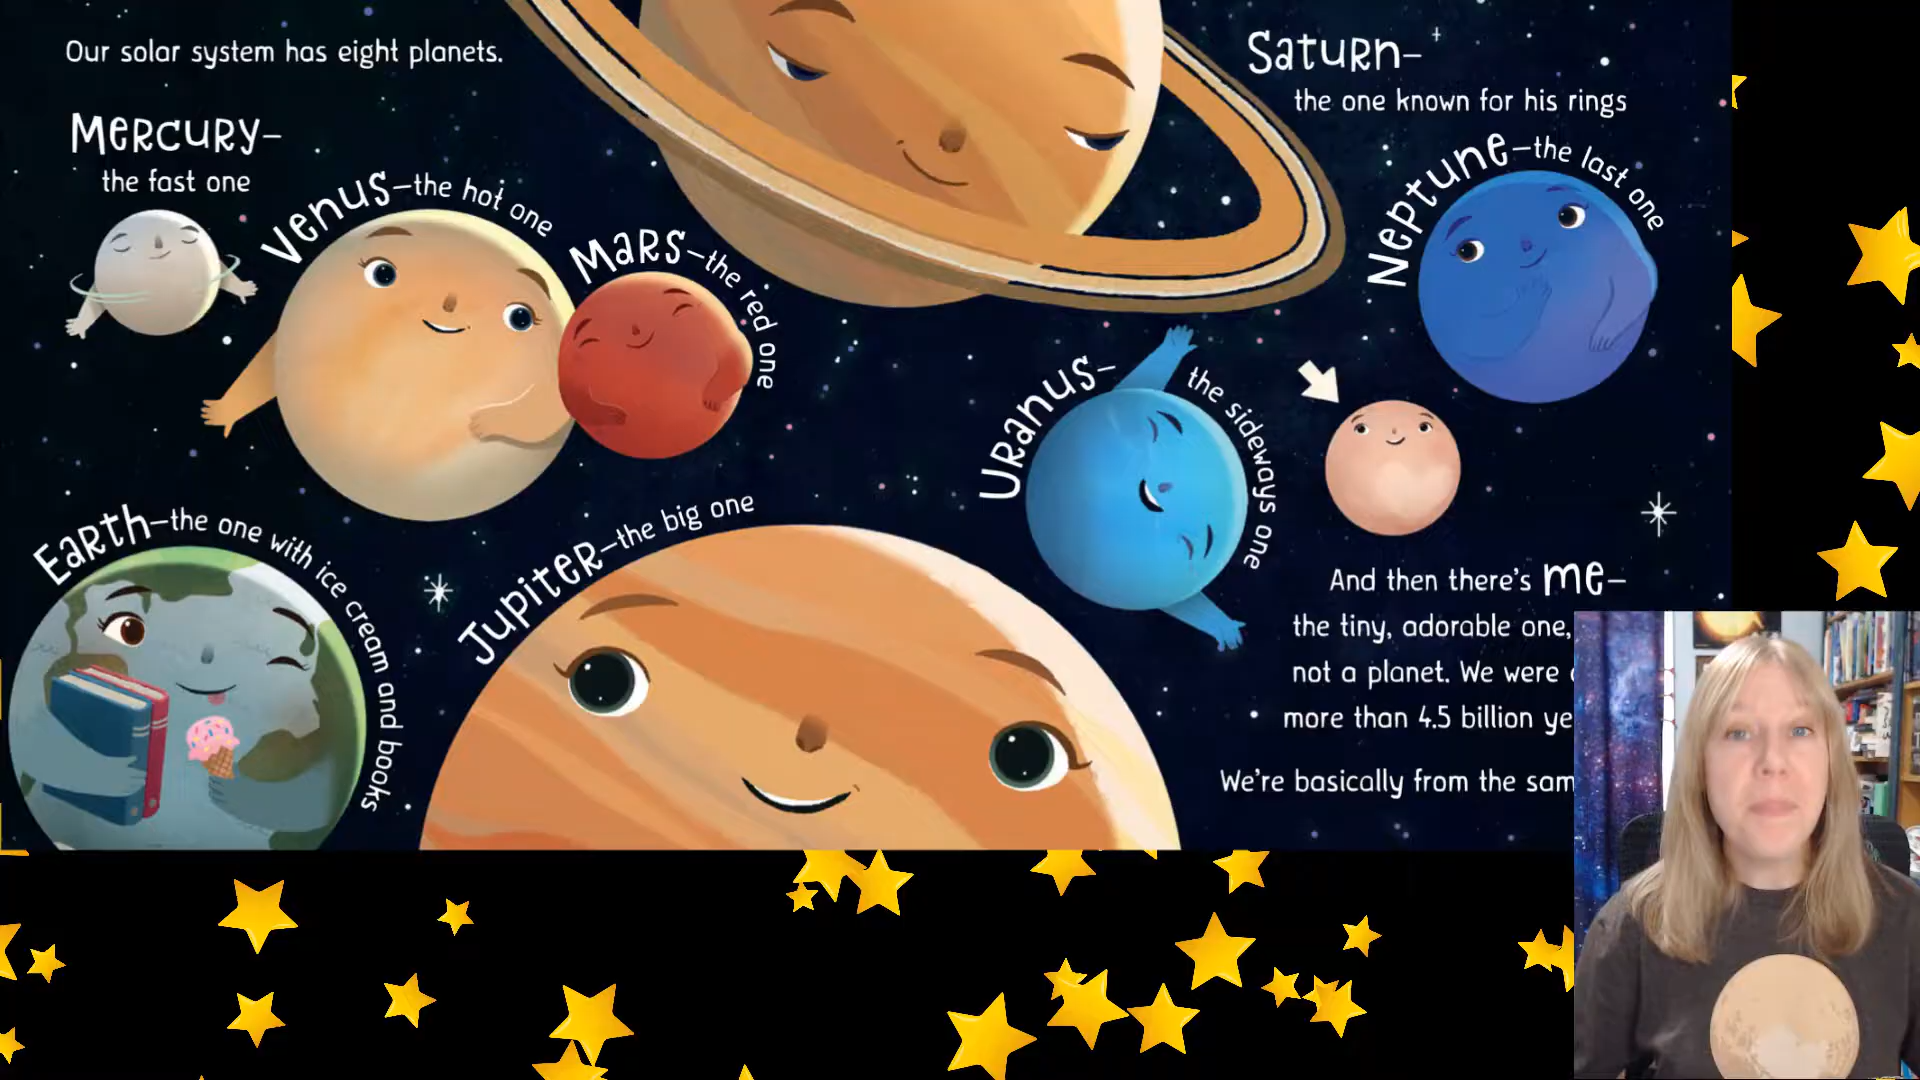 Our solar system has eight planets.
Mercury–
the fast one
Venus–the hot one
Mars–the red one
Saturn–
the one known for his rings
Neptune–the last one
Uranus–
the sideways one
Earth–the one with ice cream and books
Jupiter–the big one
And then there's me–
the tiny, adorable one,
not a planet. We were
more than 4.5 billion
We're basically from the